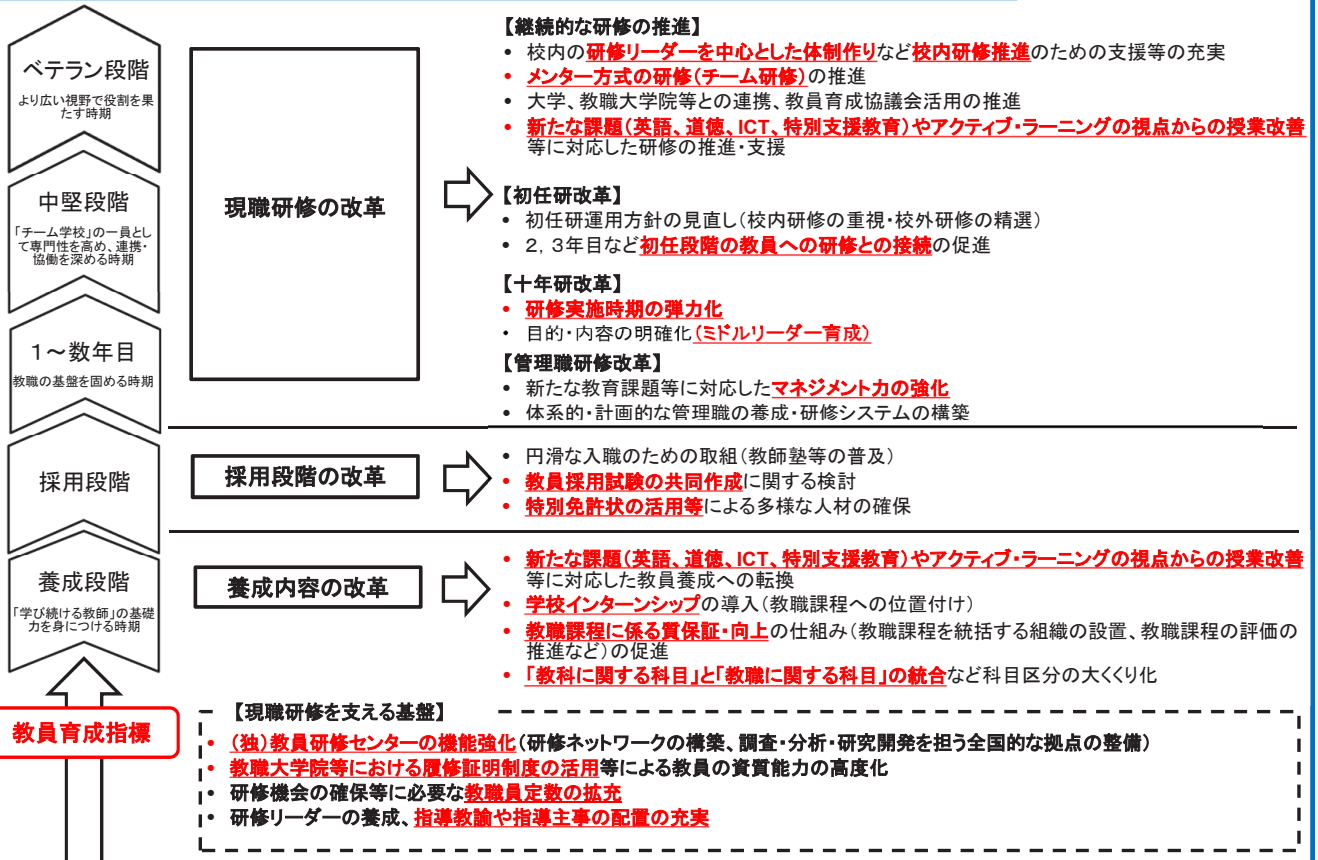 ベテラン段階
より広い視野で役割を果
たす時期
中堅段階
「チーム学校」の一員とし
て専門性を高め、連携・
協働を深める時期
1～数年目
教職の基盤を固める時期
採用段階
養成段階
「学び続ける教師」の基礎
力を身につける時期
教員育成指標
現職研修の改革
【継続的な研修の推進】
• 校内の研修リーダーを中心とした体制作りなど校内研修推進のための支援等の充実
• メンター方式の研修（チーム研修）の推進
• 大学、教職大学院等との連携、教員育成協議会活用の推進
• 新たな課題（英語、道徳、ICT、特別支援教育）やアクティブ・ラーニングの視点からの授業改善
等に対応した研修の推進・支援
【初任研改革】
• 初任研運用方針の見直し（校内研修の重視・校外研修の精選）
• 2，3年目など初任段階の教員への研修との接続の促進
【十年研改革】
• 研修実施時期の弾力化
• 目的・内容の明確化（ミドルリーダー育成）
【管理職研修改革】
• 新たな教育課題等に対応したマネジメント力の強化
• 体系的・計画的な管理職の養成・研修システムの構築
採用段階の改革
• 円滑な入職のための取組（教師塾等の普及）
• 教員採用試験の共同作成に関する検討
• 特別免許状の活用等による多様な人材の確保
養成内容の改革
• 新たな課題（英語、道徳、ICT、特別支援教育）やアクティブ・ラーニングの視点からの授業改善
等に対応した教員養成への転換
• 学校インターンシップの導入（教職課程への位置付け）
• 教職課程に係る質保証・向上の仕組み（教職課程を統括する組織の設置、教職課程の評価の
推進など）の促進
• 「教科に関する科目」と「教職に関する科目」の統合など科目区分の大くくり化
【現職研修を支える基盤】
• （独）教員研修センターの機能強化（研修ネットワークの構築、調査・分析・研究開発を担う全国的な拠点の整備）
• 教職大学院等における履修証明制度の活用等による教員の資質能力の高度化
• 研修機会の確保等に必要な教職員定数の拡充
• 研修リーダーの養成、指導教諭や指導主事の配置の充実